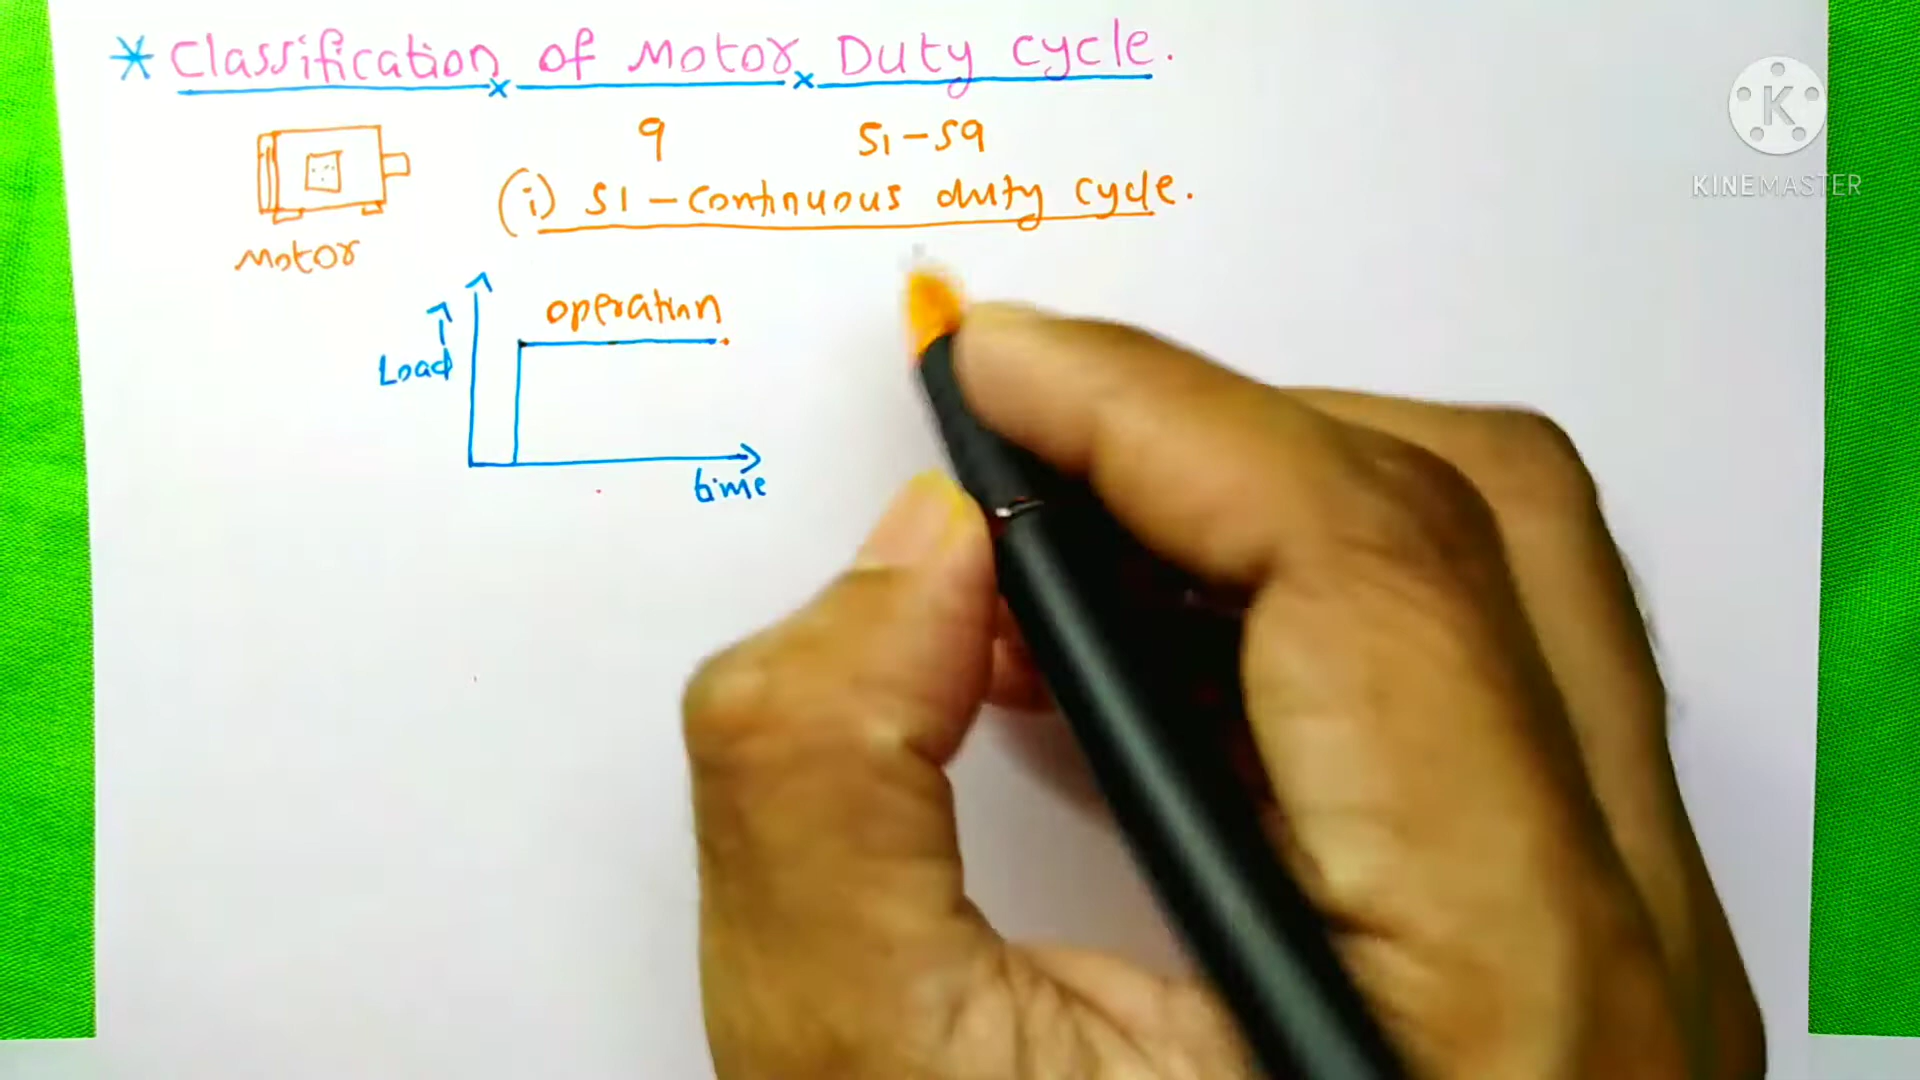 * Classification of Motor Duty cycle.
9 S1-S9
(i) S1 - continuous duty cycle.
Motor
operation
Load
time
K
KINEMASTER